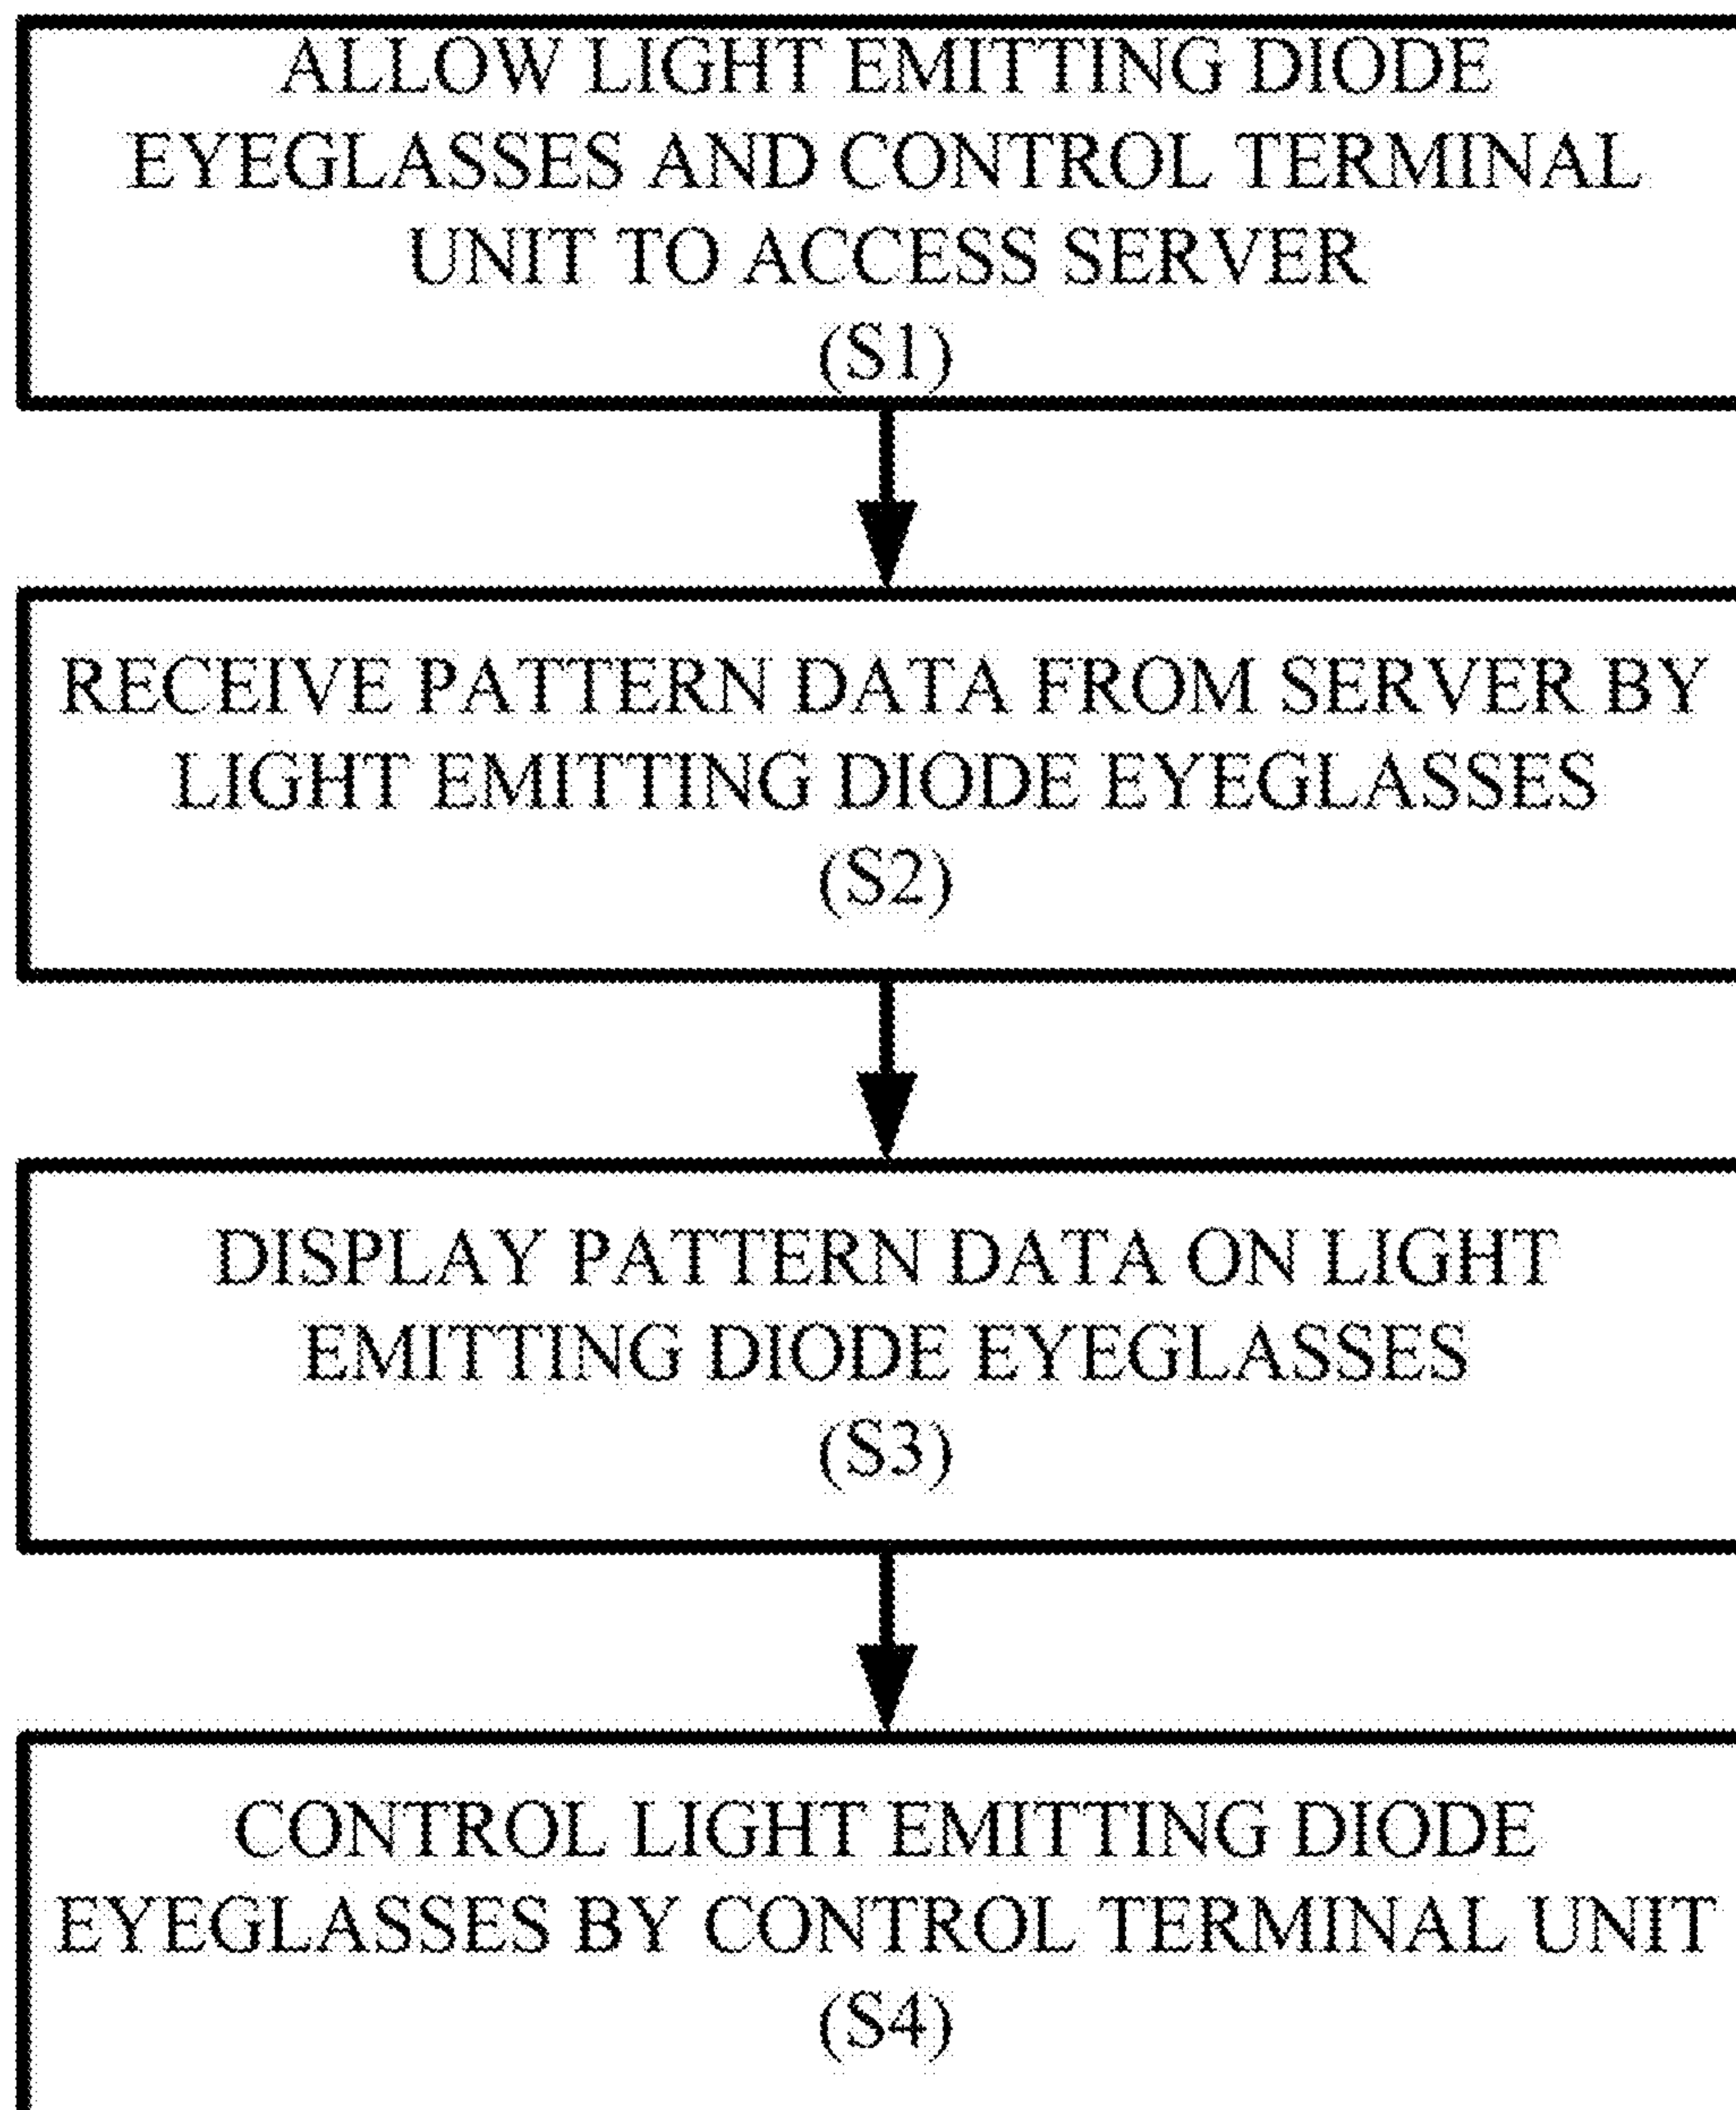 ALLOW LIGHT EMITTING DIODE
EYEGLASSES AND CONTROL TERMINAL
UNIT TO ACCESS SERVER
(S1)
RECEIVE PATTERN DATA FROM SERVER BY
LIGHT EMITTING DIODE EYEGLASSES
(S2)
DISPLAY PATTERN DATA ON LIGHT
EMITTING DIODE EYEGLASSES
(S3)
CONTROL LIGHT EMITTING DIODE
EYEGLASSES BY CONTROL TERMINAL UNIT
(S4)